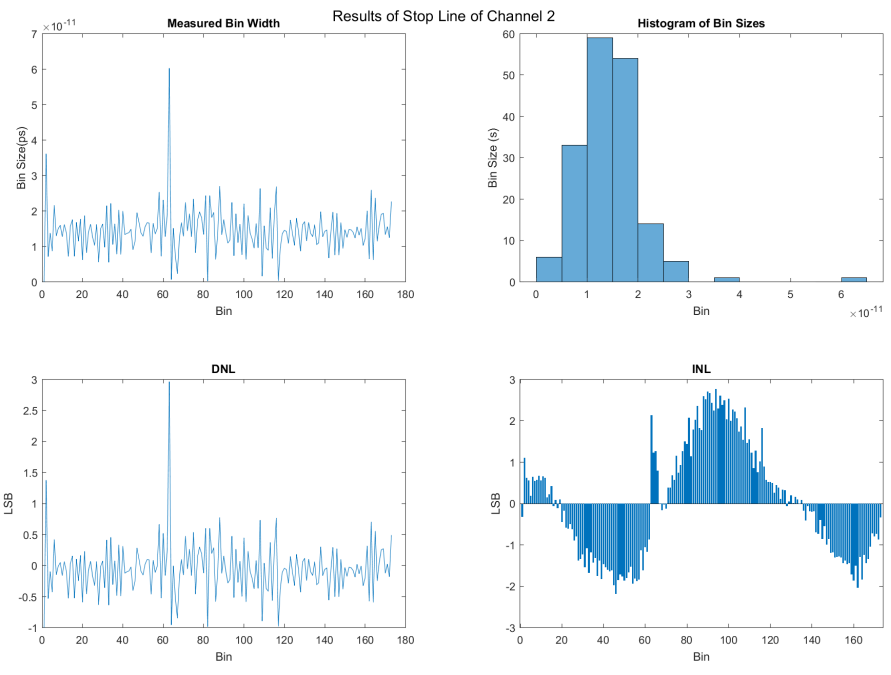 Results of Stop Line of Channel 2
Measured Bin Width
×10-11
7
6
5
4
3
2
1
0
Bin Size(ps)
0 20 40 60 80 100 120 140 160 180
Bin
Histogram of Bin Sizes
60
50
40
30
20
10
0
Bin Size (s)
0 1 2 3 4 5 6
Bin
×10-11
DNL
3
2.5
2
1.5
1
0.5
0
-0.5
-1
LSB
0 20 40 60 80 100 120 140 160 180
Bin
INL
3
2
1
0
-1
-2
-3
LSB
0 20 40 60 80 100 120 140 160
Bin